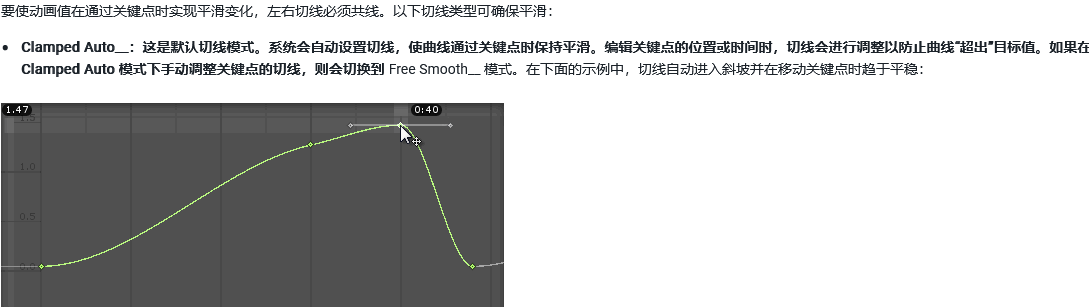 要使动画值在通过关键点时实现平滑变化，左右切线必须共线。以下切线类型可确保平滑：
• Clamped Auto__：这是默认切线模式。系统会自动设置切线，使曲线通过关键点时保持平滑。编辑关键点的位置或时间时，切线会进行调整以防止曲线“超出”目标值。如果在
Clamped Auto 模式下手动调整关键点的切线，则会切换到 Free Smooth__ 模式。在下面的示例中，切线自动进入斜坡并在移动关键点时趋于平稳：
1.47
0:40
1.5
1.0
0.5
0.0